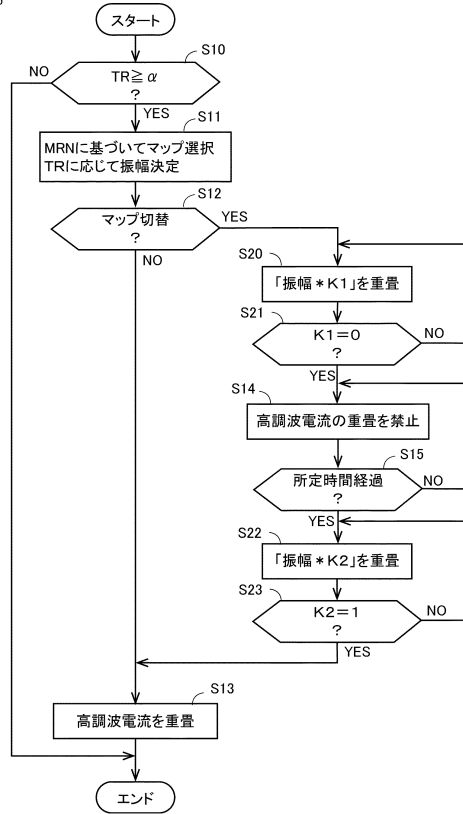 スタート
S10
TR≧α
?
NO
YES
S11
MRNに基づいてマップ選択
TRに応じて振幅決定
S12
マップ切替
?
YES
NO
S20
「振幅*K1」を重畳
S21
K1=0
?
NO
YES
S14
高調波電流の重畳を禁止
S15
所定時間経過
?
NO
YES
S22
「振幅*K2」を重畳
S23
K2=1
?
NO
YES
S13
高調波電流を重畳
エンド